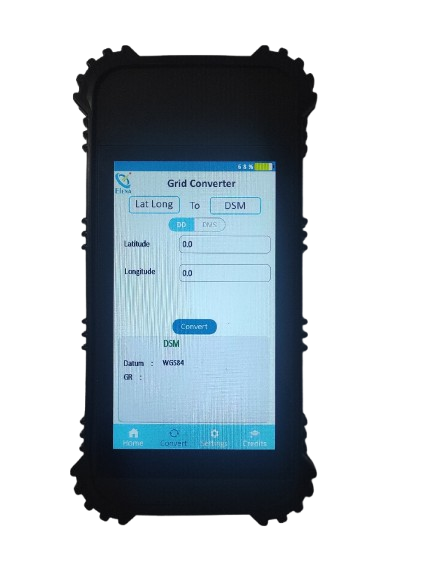 68%
Elena
Grid Converter
Lat Long To DSM
DD DMS
Latitude 0.0
Longitude 0.0
Convert
DSM
Datum : WGS84
GR :
Home Convert Settings Credits